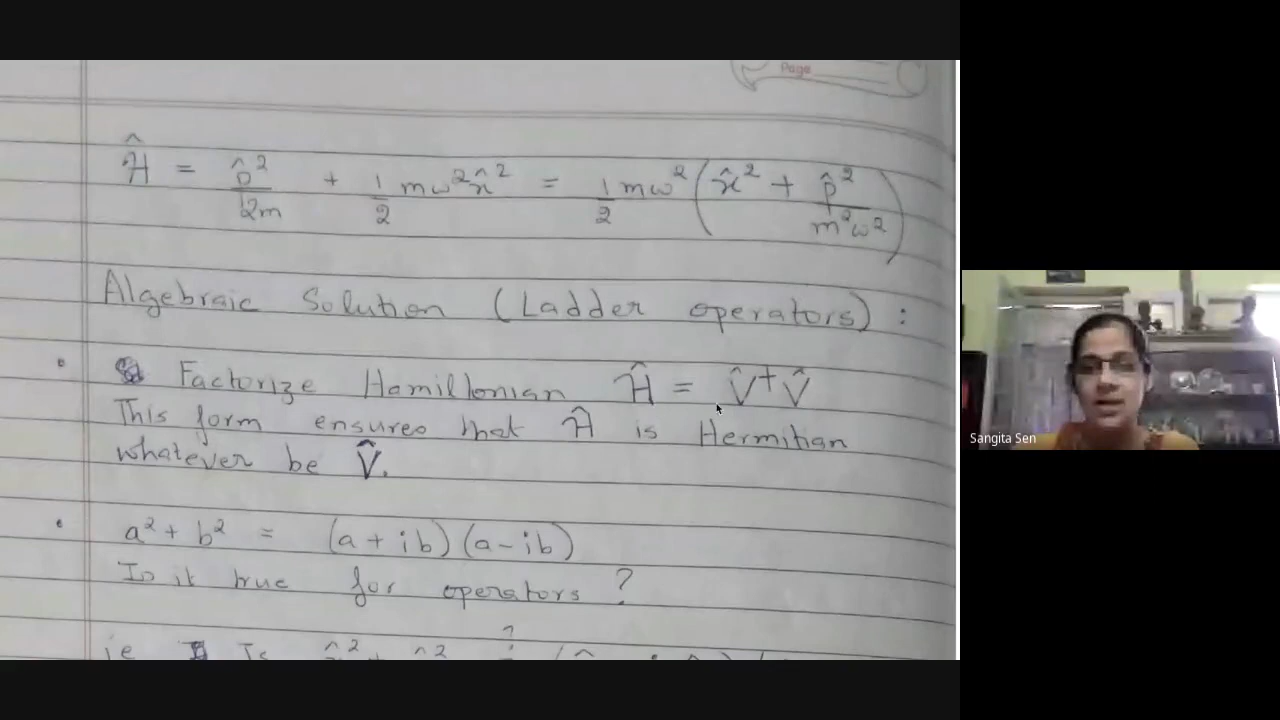 Page
Ĥ = p̂²/2m + 1/2 mω²x̂² = 1/2 mω² (x̂² + p̂²/m²ω²)
Algebraic Solution (Ladder operators) :
• Factorize Hamiltonian Ĥ = V̂†V̂
This form ensures that Ĥ is Hermitian
whatever be V̂.
• a² + b² = (a + ib) (a - ib)
Is it true for operators ?
ie Is
Sangita Sen